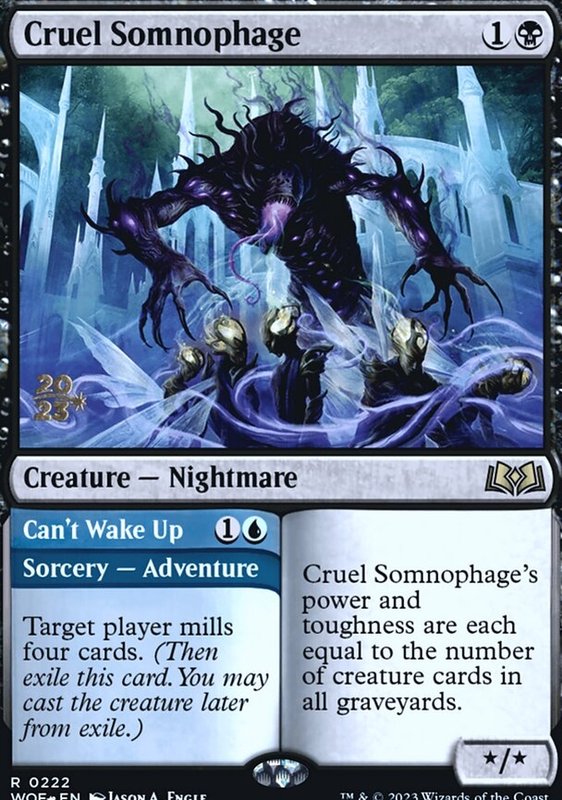 Cruel Somnophage 1
20
23
Creature — Nightmare
Can't Wake Up 1
Sorcery — Adventure
Target player mills
four cards. (Then
exile this card. You may
cast the creature later
from exile.)
Cruel Somnophage's
power and
toughness are each
equal to the number
of creature cards in
all graveyards.
*/*
R 0222
WOE EN Jason A. Engle
™ & © 2023 Wizards of the Coast